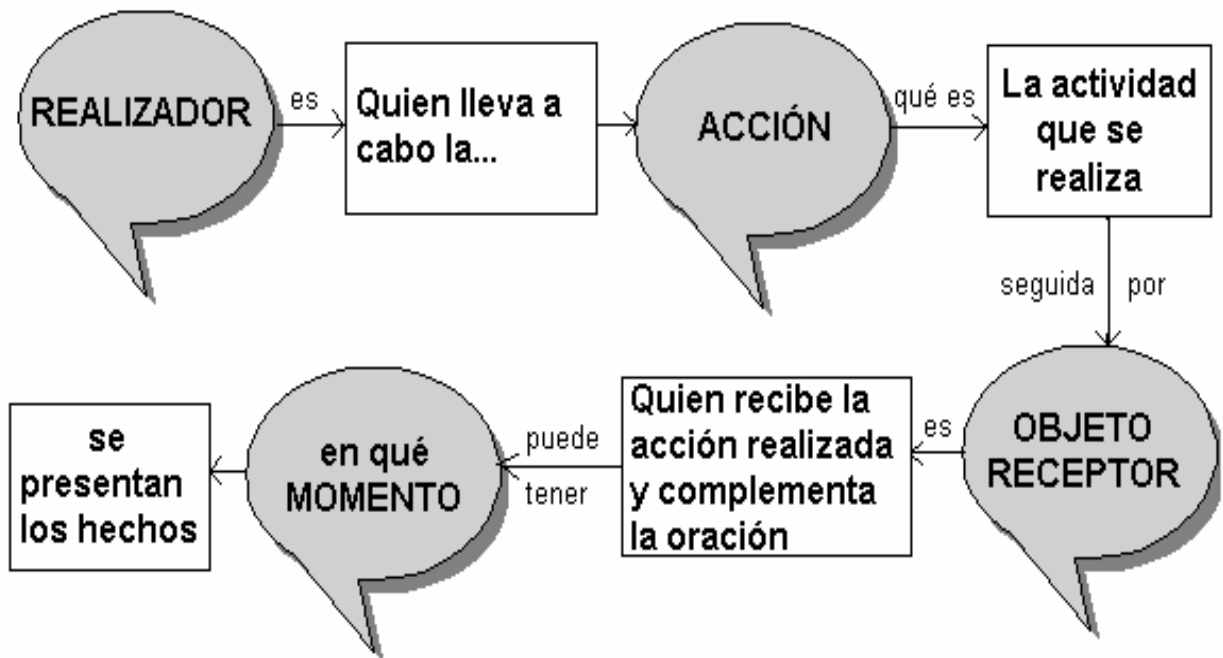 REALIZADOR
es
Quien lleva a
cabo la...
ACCIÓN
qué es
La actividad
que se
realiza
seguida por
OBJETO
RECEPTOR
es
Quien recibe la
acción realizada
y complementa
la oración
puede
tener
en qué
MOMENTO
se
presentan
los hechos